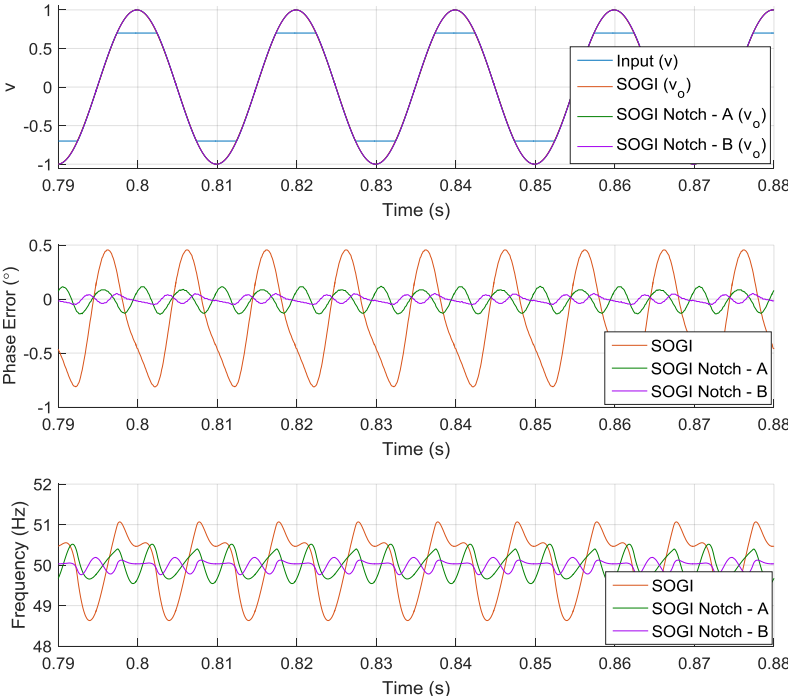 1
0.5
0
-0.5
-1
v
Input (v)
SOGI (vo)
SOGI Notch - A (vo)
SOGI Notch - B (vo)
0.79 0.8 0.81 0.82 0.83 0.84 0.85 0.86 0.87 0.88
Time (s)
0.5
0
-0.5
-1
Phase Error (°)
SOGI
SOGI Notch - A
SOGI Notch - B
0.79 0.8 0.81 0.82 0.83 0.84 0.85 0.86 0.87 0.88
Time (s)
52
51
50
49
48
Frequency (Hz)
SOGI
SOGI Notch - A
SOGI Notch - B
0.79 0.8 0.81 0.82 0.83 0.84 0.85 0.86 0.87 0.88
Time (s)